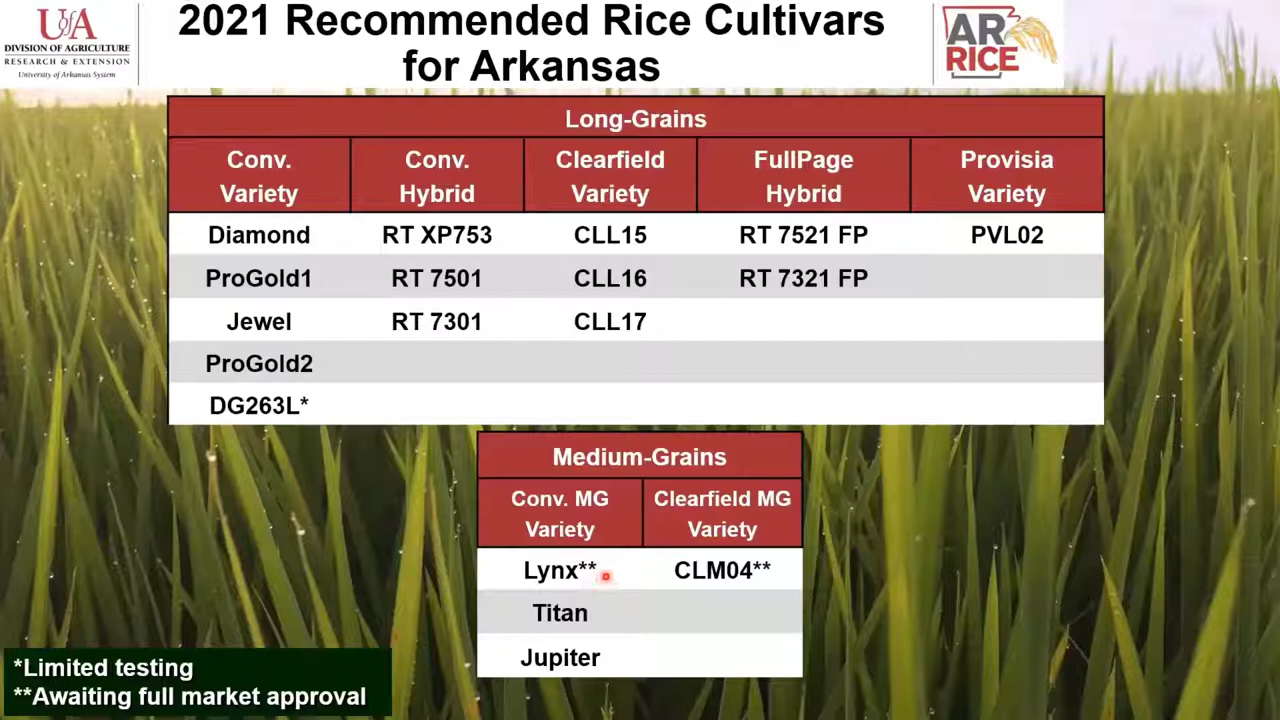 UofA
DIVISION OF AGRICULTURE
RESEARCH & EXTENSION
University of Arkansas System
2021 Recommended Rice Cultivars
for Arkansas
AR
RICE
Long-Grains
Conv.
Variety
Conv.
Hybrid
Clearfield
Variety
FullPage
Hybrid
Provisia
Variety
Diamond RT XP753 CLL15 RT 7521 FP PVL02
ProGold1 RT 7501 CLL16 RT 7321 FP
Jewel RT 7301 CLL17
ProGold2
DG263L*
Medium-Grains
Conv. MG
Variety
Clearfield MG
Variety
Lynx** CLM04**
Titan
Jupiter
*Limited testing
**Awaiting full market approval